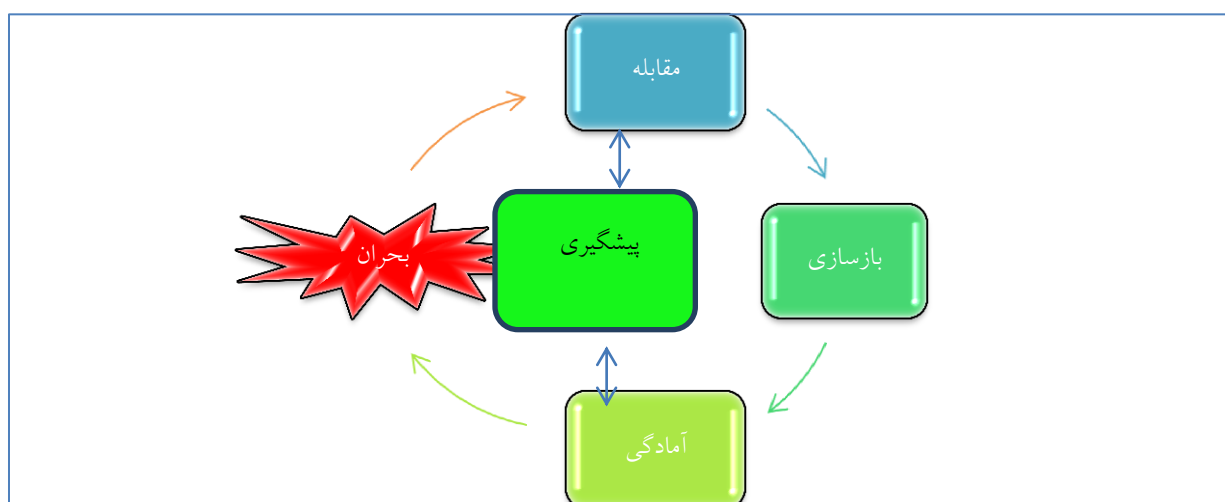 مقابله
پیشگیری
بازسازی
بحران
آمادگی